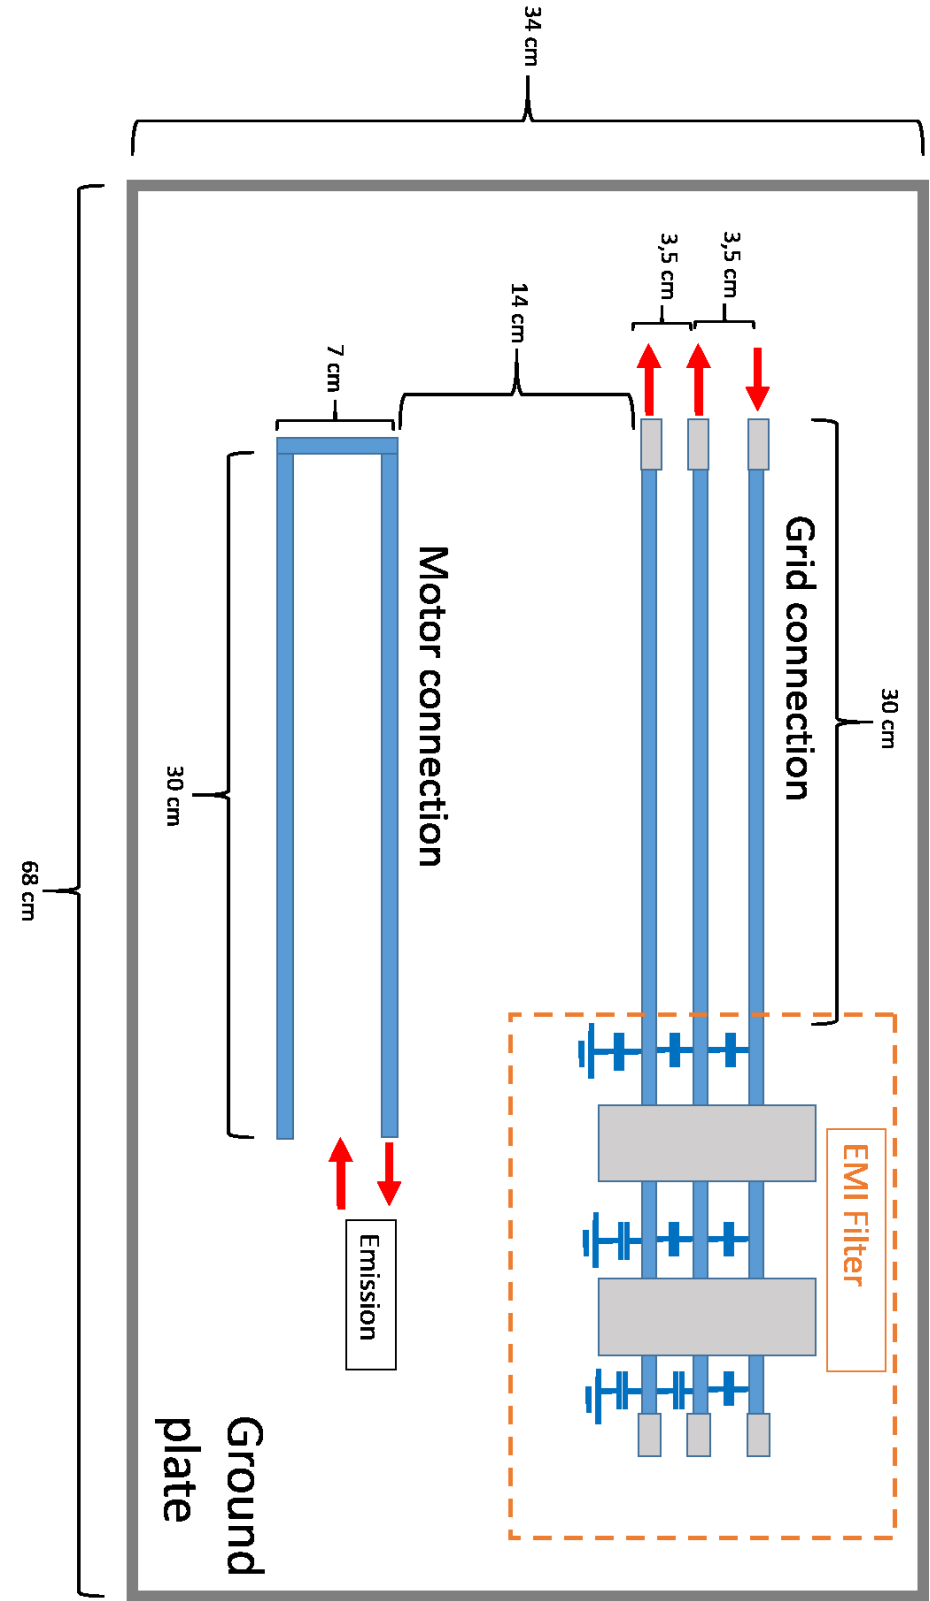 34 cm
3,5 cm
3,5 cm
14 cm
7 cm
Grid connection
30 cm
Motor connection
30 cm
68 cm
EMI Filter
Emission
Ground
plate